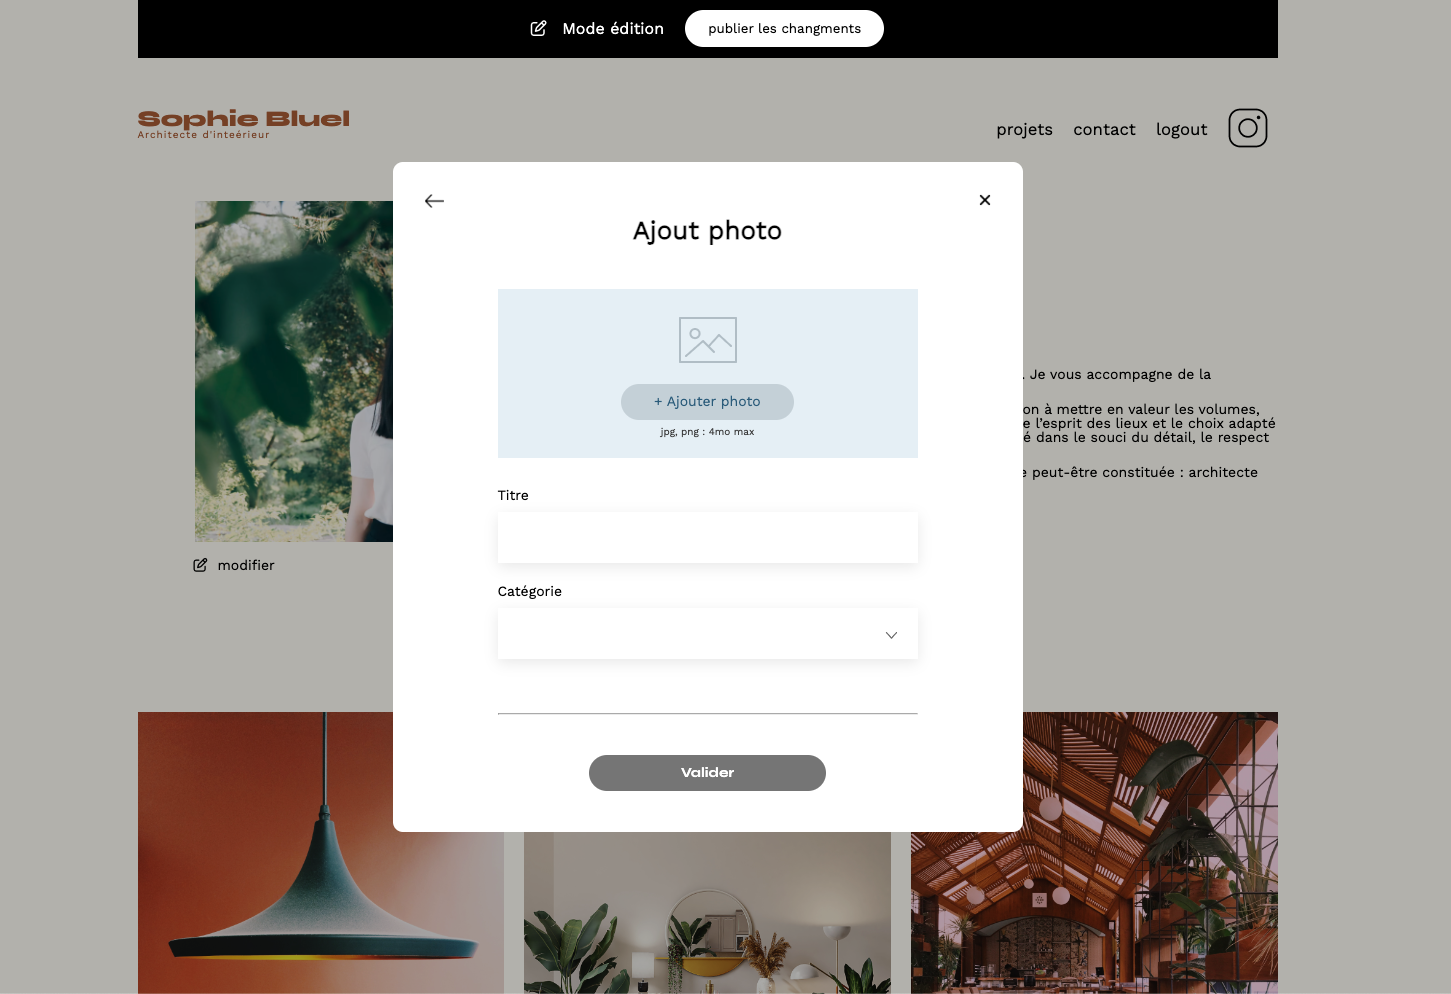 Mode édition
publier les changments
Sophie Bluel
Architecte d'inteérieur
projets
contact
logout
Ajout photo
+ Ajouter photo
jpg, png : 4mo max
. Je vous accompagne de la
on à mettre en valeur les volumes,
e l'esprit des lieux et le choix adapté
é dans le souci du détail, le respect
e peut-être constituée : architecte
Titre
modifier
Catégorie
Valider